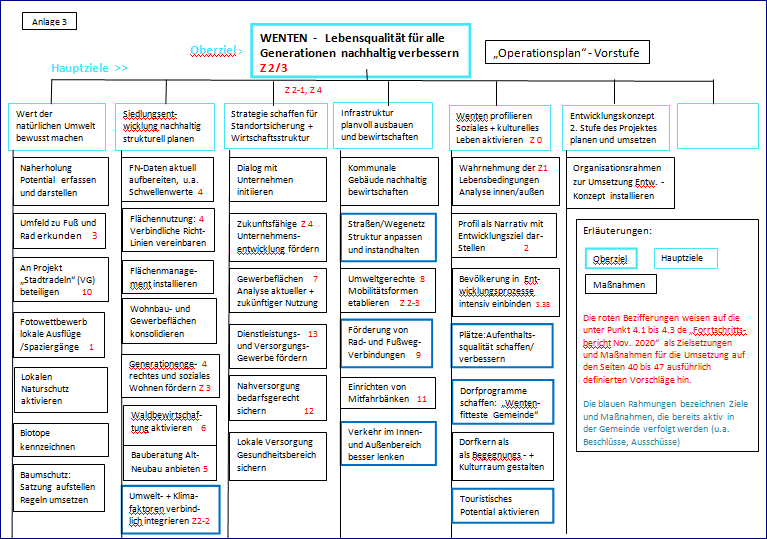 Anlage 3
Oberziel >
WENTEN - Lebensqualität für alle
Generationen nachhaltig verbessern
Z 2/3
„Operationsplan“ - Vorstufe
Hauptziele >>
Z 2-1, Z 4
Wert der
natürlichen Umwelt
bewusst machen
Naherholung
Potential erfassen
und darstellen
Umfeld zu Fuß und
Rad erkunden 3
An Projekt
„Stadtradeln“ (VG)
beteiligen 10
Fotowettbewerb
lokale Ausflüge
/Spaziergänge 1
Lokalen
Naturschutz
aktivieren
Biotope
kennzeichnen
Baumschutz:
Satzung aufstellen
Regeln umsetzen
Siedlungsent-
wicklung nachhaltig
strukturell planen
FN-Daten aktuell
aufbereiten, u.a.
Schwellenwerte 4
Flächennutzung: 4
Verbindliche Richt-
Linien vereinbaren
Flächenmanage-
ment installieren
Wohnbau- und
Gewerbeflächen
konsolidieren
Generationenge- 4
rechtes und soziales
Wohnen fördern Z 3
Waldbewirtschaf-
tung aktivieren 6
Bauberatung Alt-
Neubau anbieten 5
Umwelt- + Klima-
faktoren verbind-
lich integrieren Z2-2
Strategie schaffen für
Standortsicherung +
Wirtschaftsstruktur
Dialog mit
Unternehmen
initiieren
Zukunftsfähige Z 4
Unternehmens-
entwicklung fördern
Gewerbeflächen 7
Analyse aktueller +
zukünftiger Nutzung
Dienstleistungs- 13
und Versorgungs-
Gewerbe fördern
Nahversorgung
bedarfsgerecht
sichern 12
Lokale Versorgung
Gesundheitsbereich
sichern
Infrastruktur
planvoll ausbauen
und bewirtschaften
Kommunale
Gebäude nachhaltig
bewirtschaften
Straßen/Wegenetz
Struktur anpassen
und instandhalten
Umweltgerechte 8
Mobilitätsformen
etablieren Z 2-3
Förderung von
Rad- und Fußweg-
Verbindungen 9
Einrichten von
Mitfahrbänken 11
Verkehr im Innen-
und Außenbereich
besser lenken
Wenten profilieren
Soziales + kulturelles
Leben aktivieren Z 0
Wahrnehmung der Z1
Lebensbedingungen
Analyse innen/außen
Profil als Narrativ mit
Entwicklungsziel dar-
Stellen 2
Bevölkerung in Ent-
wicklungsprozesse
intensiv einbinden S.38
Plätze:Aufenthalts-
squalität schaffen/
verbessern
Dorfprogramme
schaffen: „Wenten-
fitteste Gemeinde“
Dorfkern als
als Begegnungs.- +
Kulturraum gestalten
Touristisches
Potential aktivieren
Entwicklungskonzept
2. Stufe des Projektes
planen und umsetzen
Organisationsrahmen
zur Umsetzung Entw. -
Konzept installieren
Erläuterungen:
Oberziel
Hauptziele
Maßnahmen
Die roten Bezifferungen weisen auf die
unter Punkt 4.1 bis 4.3 de „Forrtschritts-
bericht Nov. 2020“ als Zielsetzungen
und Maßnahmen für die Umsetzung auf
den Seiten 40 bis 47 ausführlich
definierten Vorschläge hin.
Die blauen Rahmungen bezeichnen Ziele
und Maßnahmen, die bereits aktiv in
der Gemeinde verfolgt werden (u.a.
Beschlüsse, Ausschüsse)